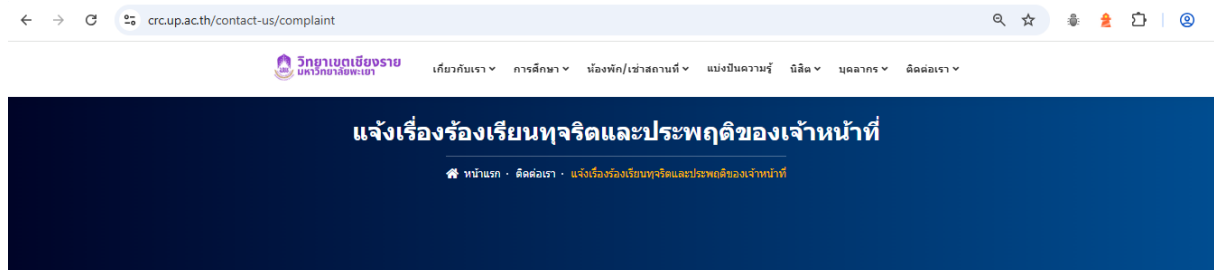 crc.up.ac.th/contact-us/complaint
วิทยาเขตเชียงราย
มหาวิทยาลัยพะเยา
เกี่ยวกับเรา การศึกษา ห้องพัก/เช่าสถานที่ แบ่งปันความรู้ นิสิต บุคลากร ติดต่อเรา
แจ้งเรื่องร้องเรียนทุจริตและประพฤติของเจ้าหน้าที่
หน้าแรก · ติดต่อเรา · แจ้งเรื่องร้องเรียนทุจริตและประพฤติของเจ้าหน้าที่